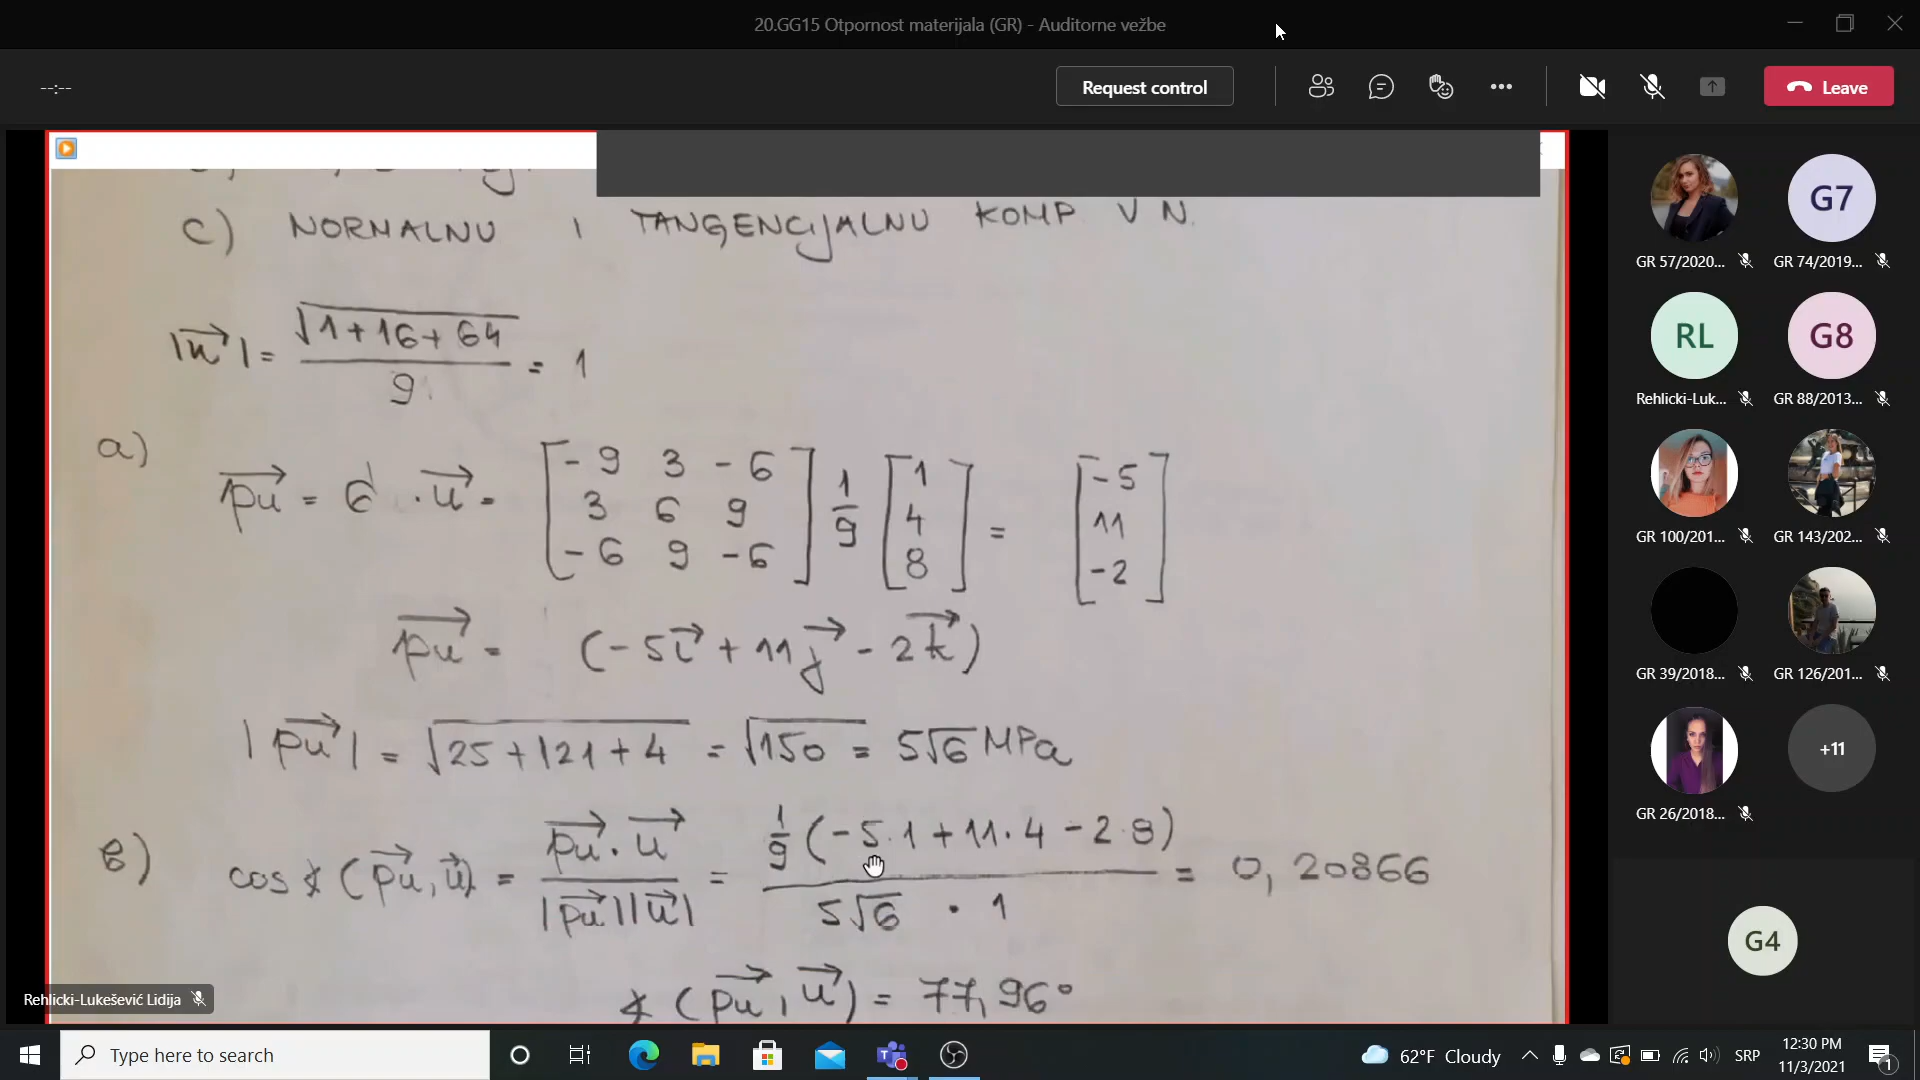 20.GG15 Otpornost materijala (GR) - Auditorne vežbe
--:--
Request control
Leave
c) NORMALNU I TANGENCIJALNU KOMP V N.
|n⃗| = √(1+16+64) / 9 = 1
a)
p⃗u = σ · u⃗ = [-9 3 -6; 3 6 9; -6 9 -6] 1/9 [1; 4; 8] = [-5; 11; -2]
p⃗u = (-5i⃗ + 11j⃗ - 2k⃗)
|p⃗u| = √(25+121+4) = √150 = 5√6 MPa
b) cos∢(p⃗u, u⃗) = p⃗u · u⃗ / |p⃗u||u⃗| = 1/9 (-5·1 + 11·4 - 2·8) / 5√6 · 1 = 0,20866
∢(p⃗u, u⃗) = 77,96°
Rehlicki-Lukešević Lidija
GR 57/2020...
G7
GR 74/2019...
RL
Rehlicki-Luk...
G8
GR 88/2013...
GR 100/201...
GR 143/202...
GR 39/2018...
GR 126/201...
GR 26/2018...
+11
G4
Type here to search
62°F Cloudy
SRP
12:30 PM
11/3/2021
1